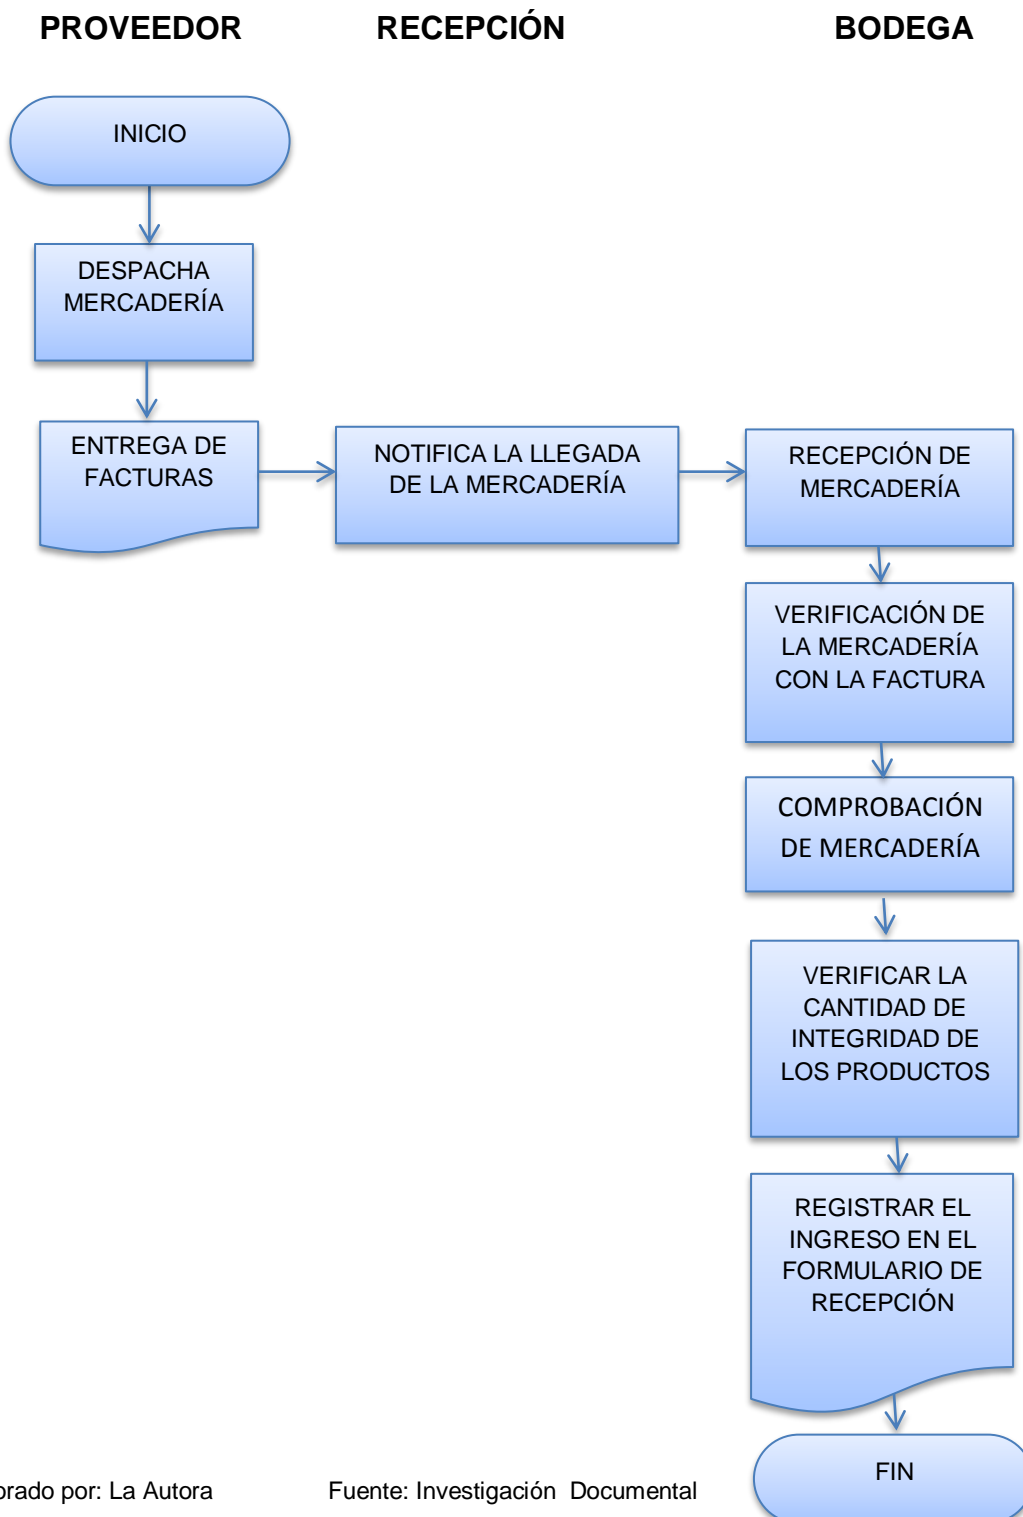 PROVEEDOR RECEPCIÓN BODEGA
INICIO
DESPACHA
MERCADERÍA
ENTREGA DE
FACTURAS
NOTIFICA LA LLEGADA
DE LA MERCADERÍA
RECEPCIÓN DE
MERCADERÍA
VERIFICACIÓN DE
LA MERCADERÍA
CON LA FACTURA
COMPROBACIÓN
DE MERCADERÍA
VERIFICAR LA
CANTIDAD DE
INTEGRIDAD DE
LOS PRODUCTOS
REGISTRAR EL
INGRESO EN EL
FORMULARIO DE
RECEPCIÓN
FIN
orado por: La Autora Fuente: Investigación Documental